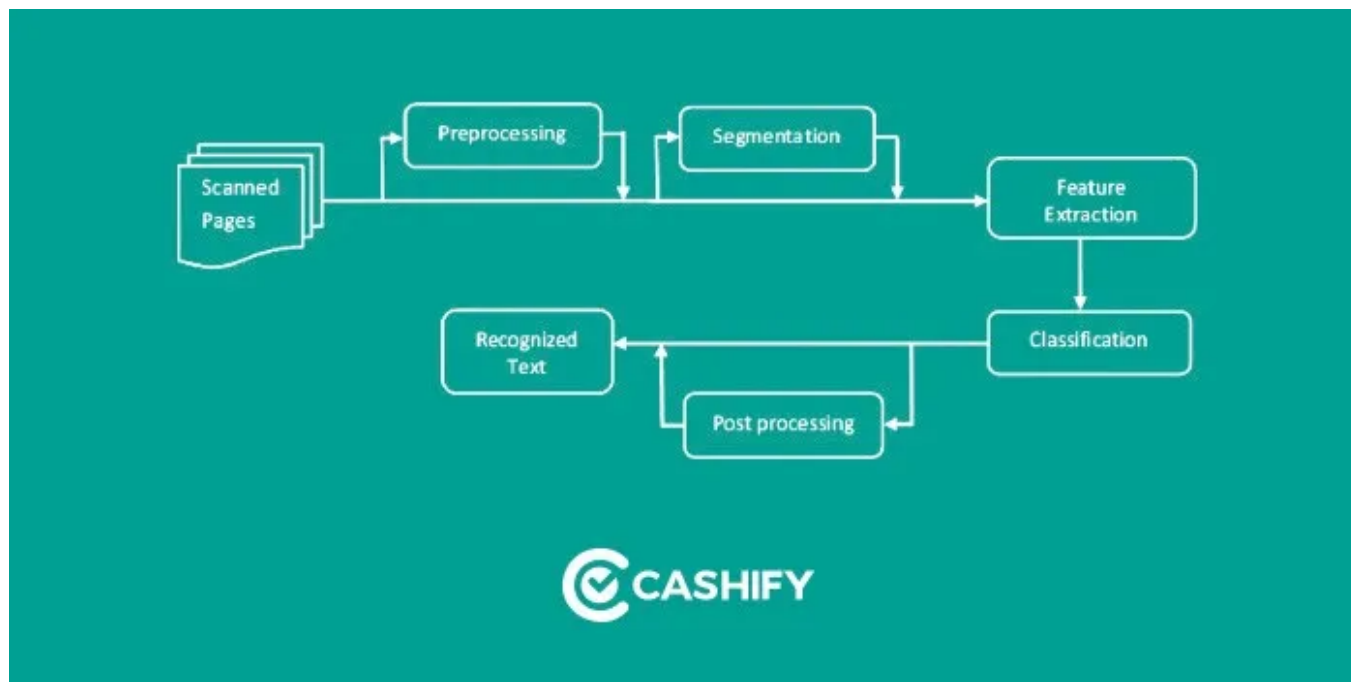 Preprocessing
Segmentation
Scanned
Pages
Feature
Extraction
Classification
Recognized
Text
Post processing
CASHIFY